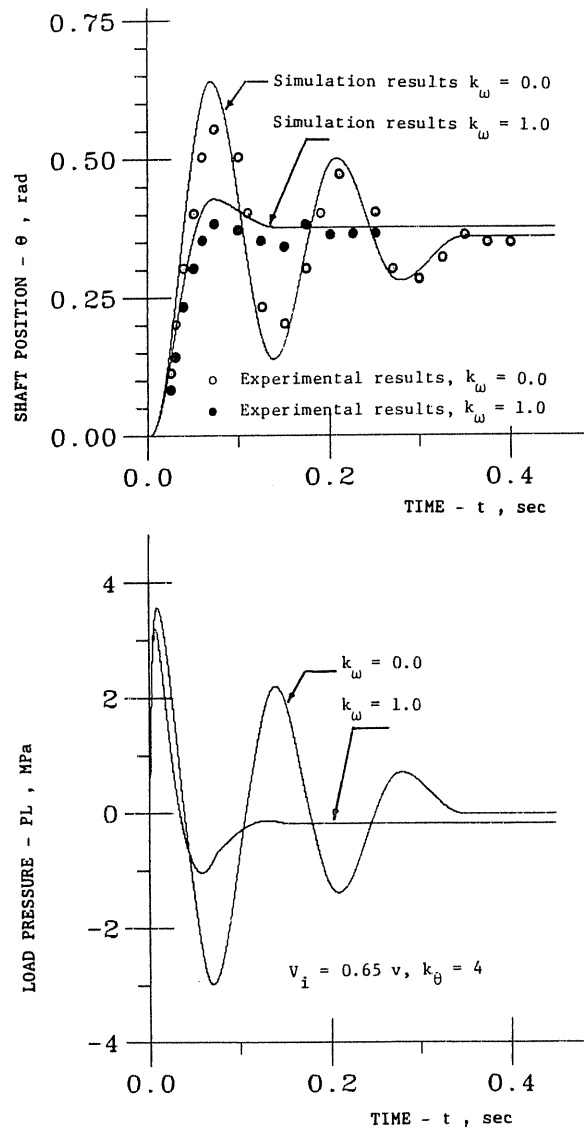 0.75
0.50
0.25
0.00
SHAFT POSITION - θ , rad
Simulation results k_ω = 0.0
Simulation results k_ω = 1.0
Experimental results, k_ω = 0.0
Experimental results, k_ω = 1.0
0.0 0.2 0.4
TIME - t , sec
4
2
0
-2
-4
LOAD PRESSURE - PL , MPa
k_ω = 0.0
k_ω = 1.0
V_i = 0.65 v, k_θ = 4
0.0 0.2 0.4
TIME - t , sec